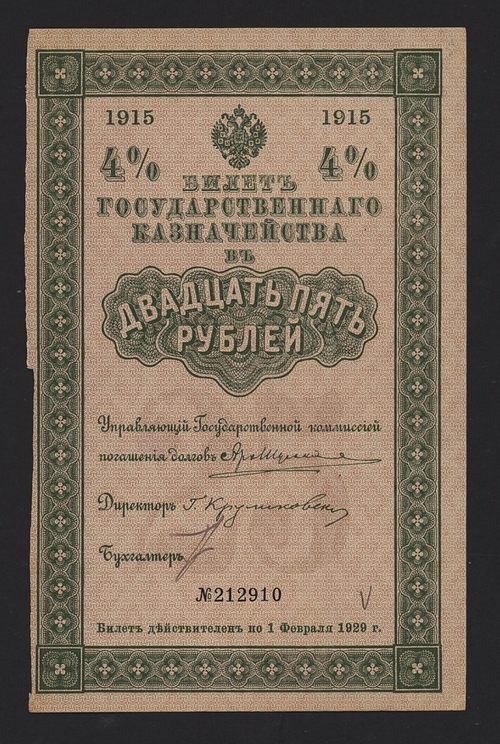 1915 1915
4% 4%
БИЛЕТЪ
ГОСУДАРСТВЕННАГО
КАЗНАЧЕЙСТВА
ВЪ
ДВАДЦАТЬ ПЯТЬ
РУБЛЕЙ
Управляющій Государственной коммиссіей
погашенія долговъ
Директоръ
Бухгалтеръ
№212910
Билетъ дѣйствителенъ по 1 Февраля 1929 г.